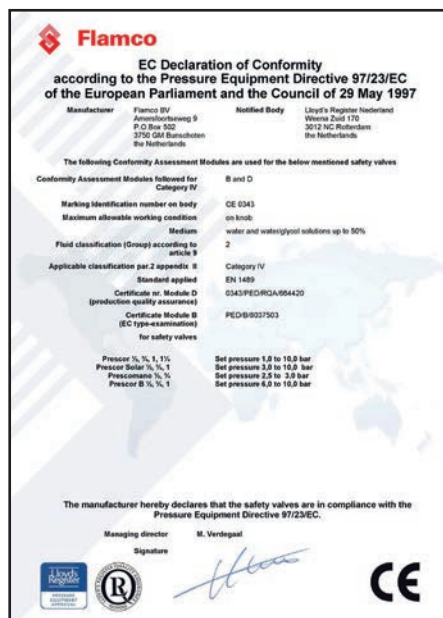 Flamco
EC Declaration of Conformity
according to the Pressure Equipment Directive 97/23/EC
of the European Parliament and the Council of 29 May 1997
Manufacturer Flamco BV Notified Body Lloyd's Register Nederland
Amersfoortseweg 9 Weena Zuid 170
P.O Box 502 3012 NC Rotterdam
3750 GM Bunschoten the Netherlands
the Netherlands
The following Conformity Assessment Modules are used for the below mentioned safety valves
Conformity Assessment Modules followed for B and D
Category IV
Marking Identification number on body CE 0343
Maximum allowable working condition on knob
Medium water and water/glycol solutions up to 50%
Fluid classification (Group) according to 2
article 9
Applicable classification par.2 appendix II Category IV
Standard applied EN 1489
Certificate nr. Module D 0343/PED/RQA/664420
(production quality assurance)
Certificate Module B PED/B/8037503
(EC type-examination)
for safety valves
Prescor ½, ¾, 1, 1¼ Set pressure 1,0 to 10,0 bar
Prescor Solar ½, ¾, 1 Set pressure 3,0 to 10,0 bar
Prescomano ½, ¾ Set pressure 2,5 to 3,0 bar
Prescor B ½, ¾, 1 Set pressure 6,0 to 10,0 bar
The manufacturer hereby declares that the safety valves are in compliance with the
Pressure Equipment Directive 97/23/EC.
Managing director M. Verdegaal
Signature
Lloyd's
Register
PRESSURE
EQUIPMENT
APPROVAL
R
CE